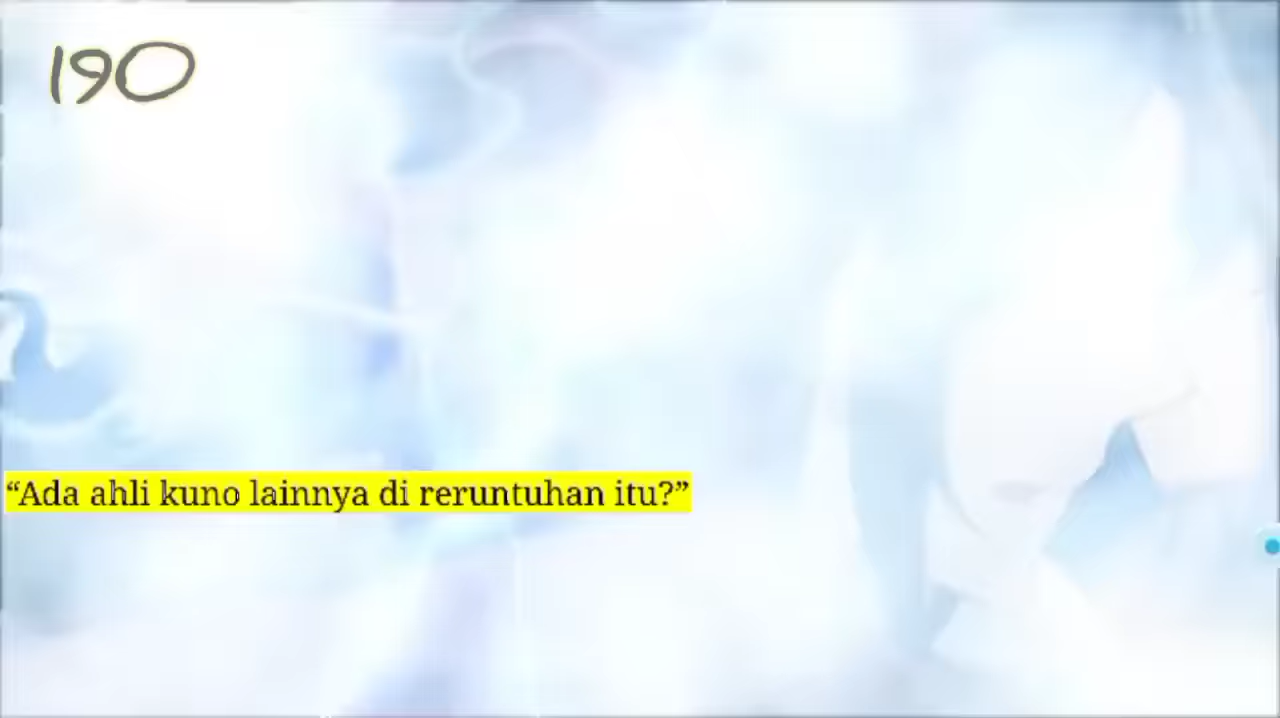 190
“Ada ahli kuno lainnya di reruntuhan itu?”